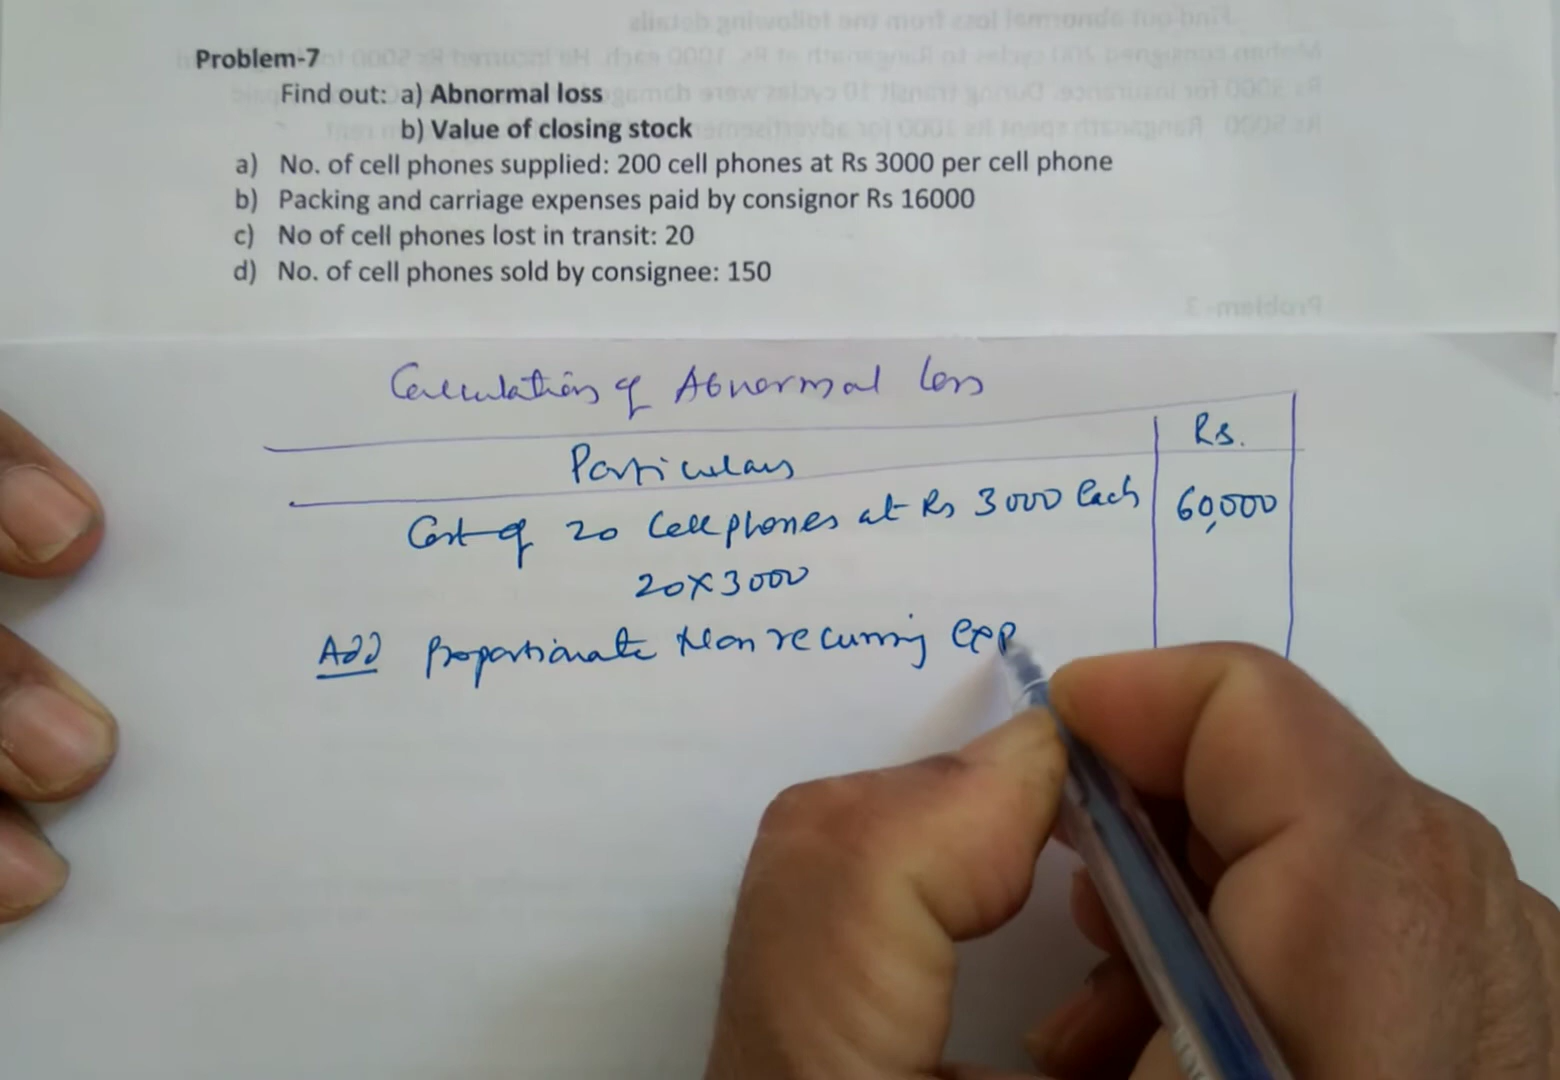 Problem-7
Find out: a) Abnormal loss
b) Value of closing stock
a) No. of cell phones supplied: 200 cell phones at Rs 3000 per cell phone
b) Packing and carriage expenses paid by consignor Rs 16000
c) No of cell phones lost in transit: 20
d) No. of cell phones sold by consignee: 150
Problem- 3
Calculation of Abnormal loss
Particulars Rs.
Cost of 20 Cell phones at Rs 3000 Each 60,000
20x3000
Add Proportionate Non recurring exp